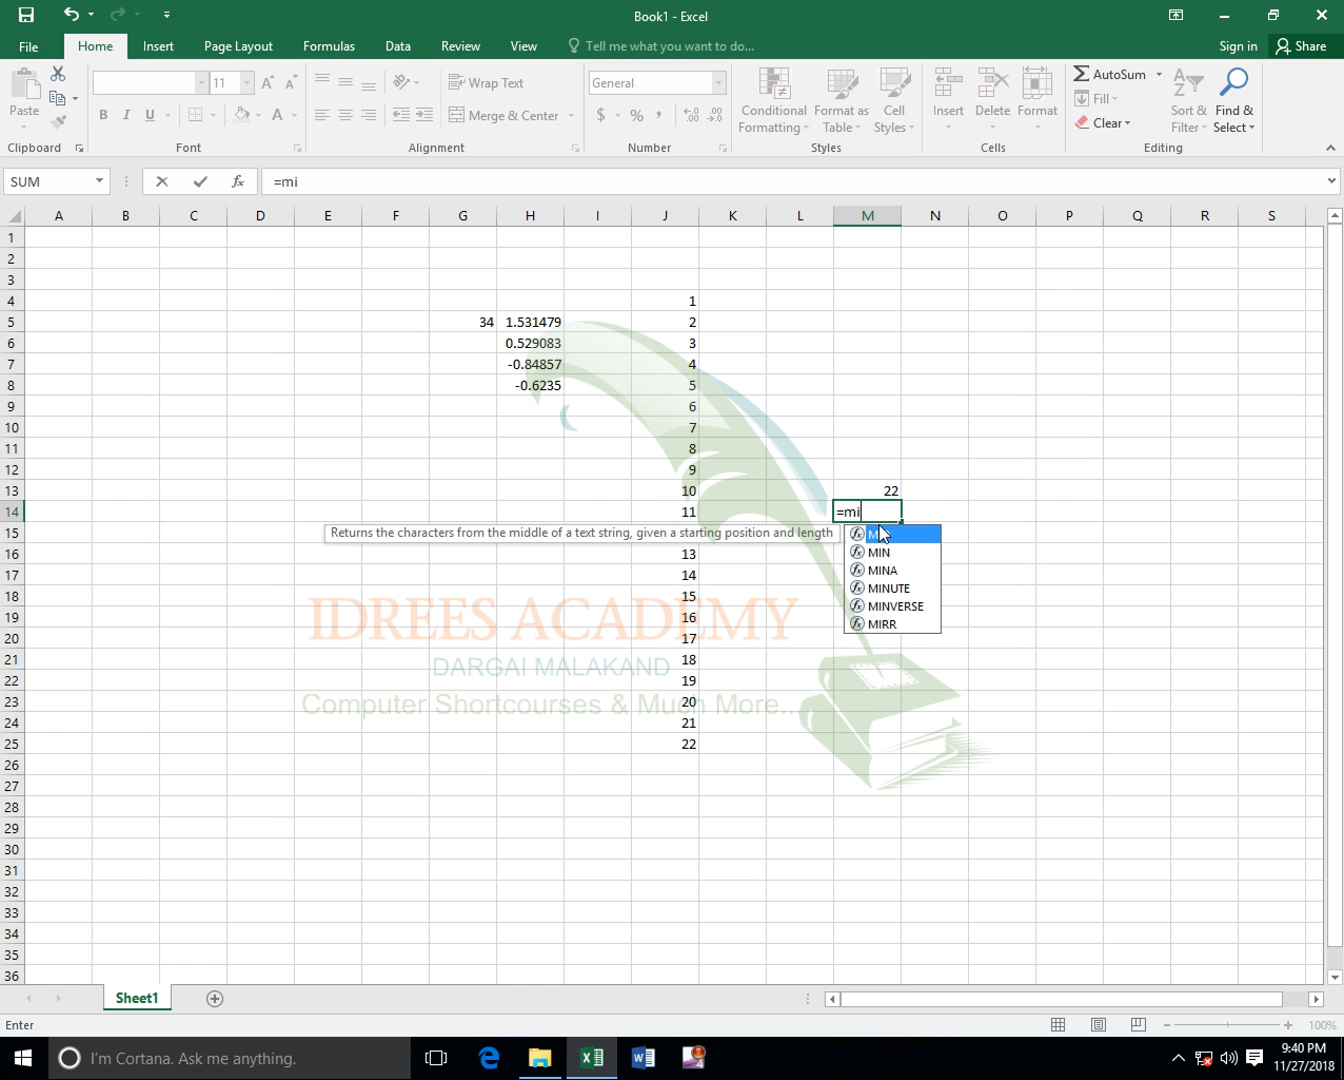 Book1 - Excel
File Home Insert Page Layout Formulas Data Review View Tell me what you want to do... Sign in Share
Paste
11
Wrap Text
General
Conditional Formatting
Format as Table
Cell Styles
Insert Delete Format
AutoSum
Fill
Clear
Sort & Filter
Find & Select
B I U A
Merge & Center
$ % ,
Clipboard Font Alignment Number Styles Cells Editing
SUM fx =mi
A B C D E F G H I J K L M N O P Q R S
1
2
3
4 1
5 34 1.531479 2
6 0.529083 3
7 -0.84857 4
8 -0.6235 5
9 6
10 7
11 8
12 9
13 10 22
14 11 =mi
15 Returns the characters from the middle of a text string, given a starting position and length
MIN
16 13
MINA
17 14
MINUTE
18 15
MINVERSE
19 16
MIRR
IDREES ACADEMY
20 17
21 18
DARGAI MALAKAND
22 19
23 20
Computer Shortcourses & Much More...
24 21
25 22
26
27
28
29
30
31
32
33
34
35
36
Sheet1
Enter 100%
I'm Cortana. Ask me anything.
9:40 PM
11/27/2018